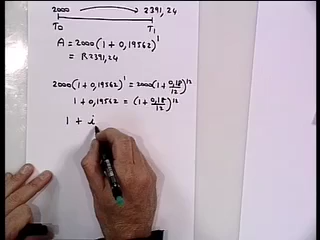 2000 2391,24
T0 T1
A = 2000(1 + 0,19562)¹
= R2391,24
2000(1 + 0,19562)¹ = 2000(1 + 0,18/12)¹²
1 + 0,19562 = (1 + 0,18/12)¹²
1 + i